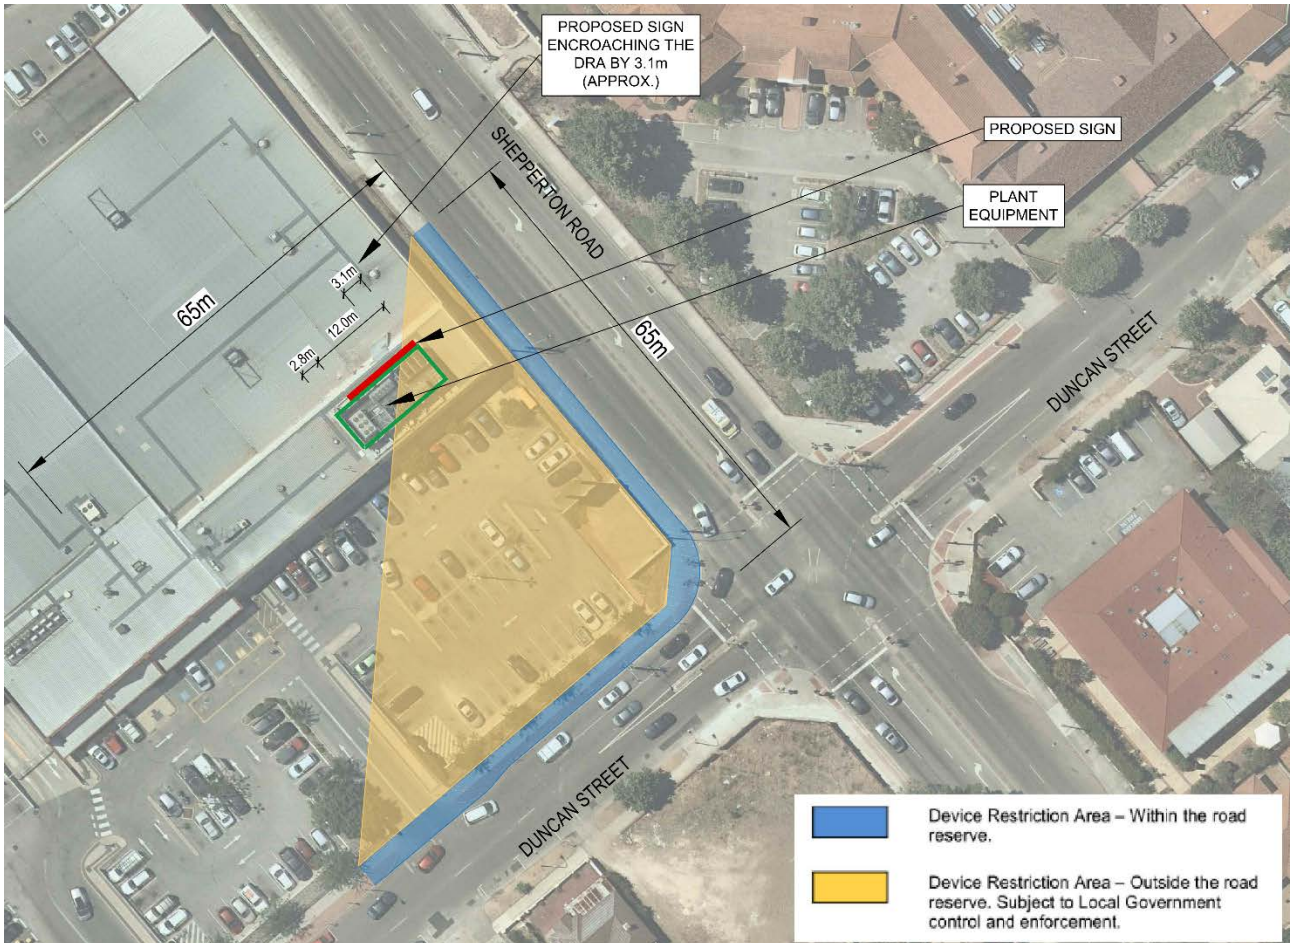 PROPOSED SIGN
ENCROACHING THE
DRA BY 3.1m
(APPROX.)
PROPOSED SIGN
PLANT
EQUIPMENT
SHEPPERTON ROAD
65m
3.1m
12.0m
2.8m
65m
DUNCAN STREET
DUNCAN STREET
Device Restriction Area – Within the road
reserve.
Device Restriction Area – Outside the road
reserve. Subject to Local Government
control and enforcement.